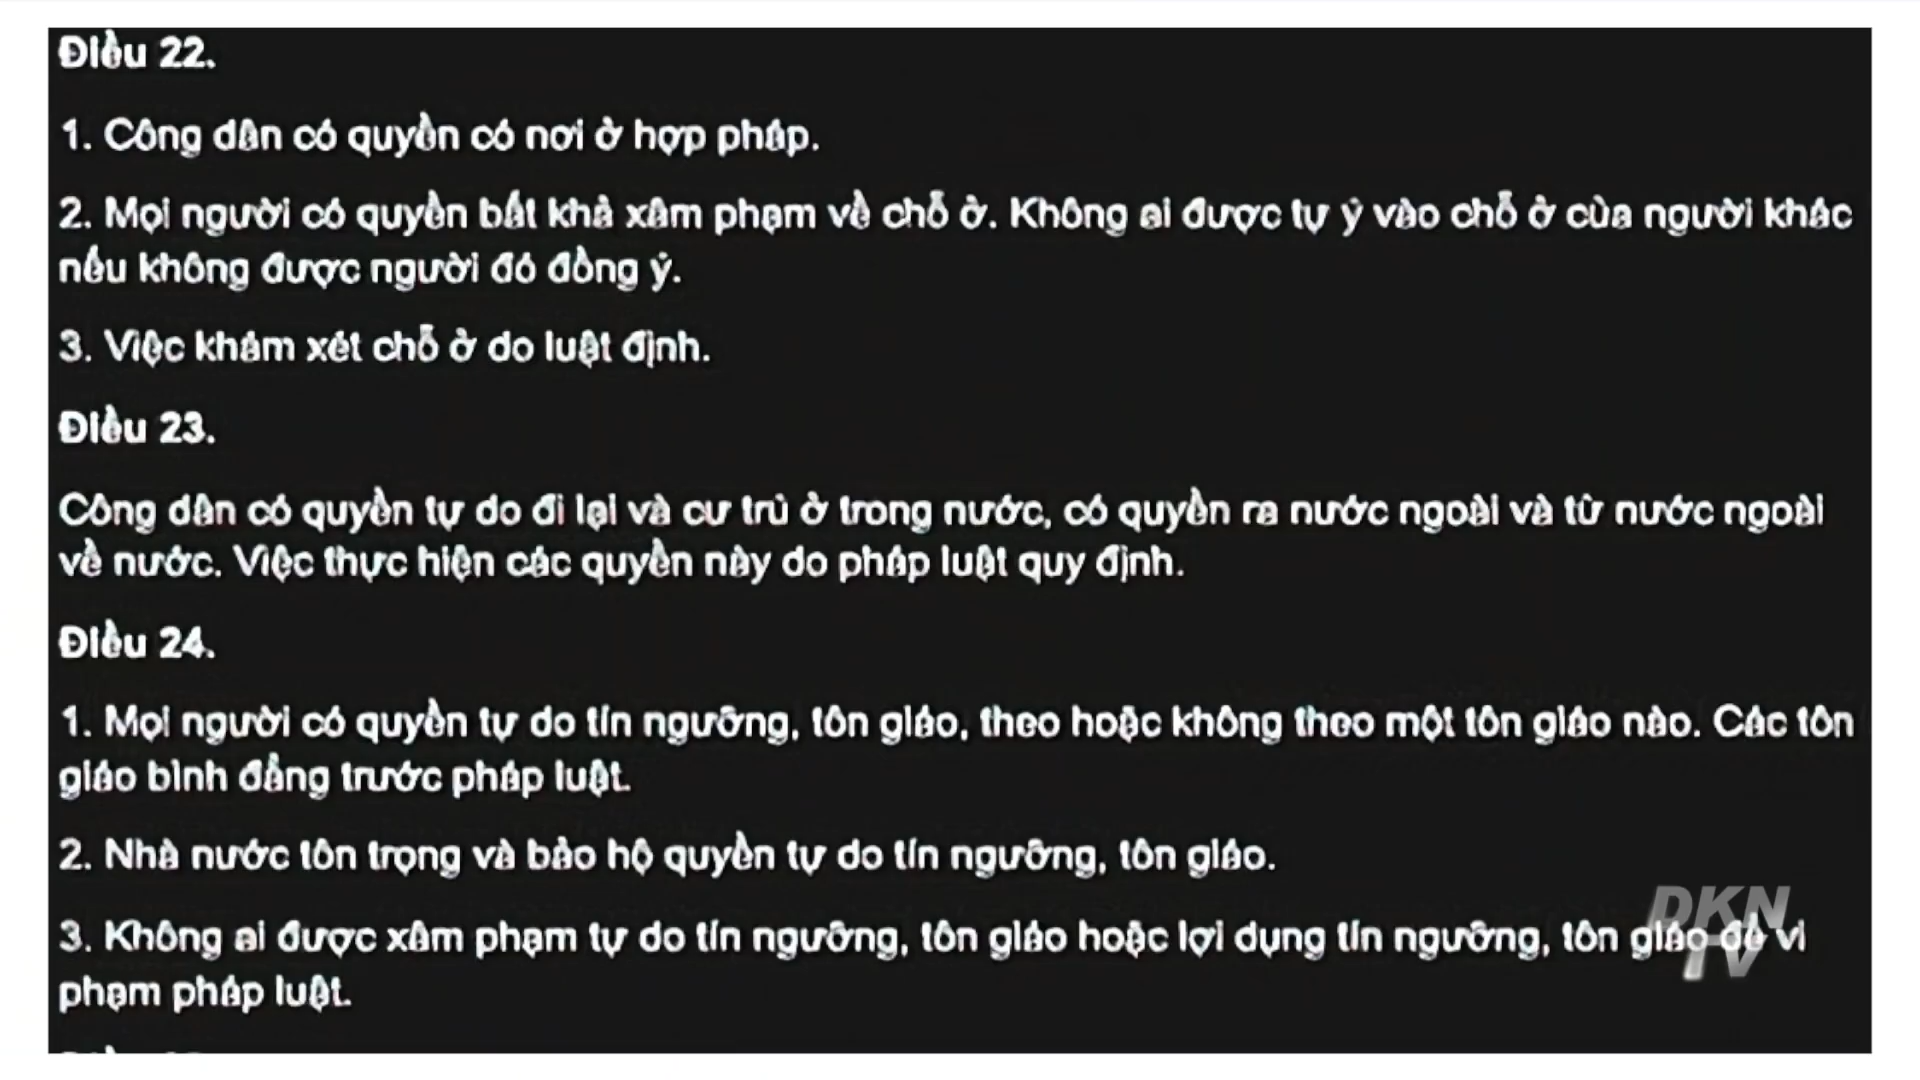 Điều 22.
1. Công dân có quyền có nơi ở hợp pháp.
2. Mọi người có quyền bất khả xâm phạm về chỗ ở. Không ai được tự ý vào chỗ ở của người khác
nếu không được người đó đồng ý.
3. Việc khám xét chỗ ở do luật định.
Điều 23.
Công dân có quyền tự do đi lại và cư trú ở trong nước, có quyền ra nước ngoài và từ nước ngoài
về nước. Việc thực hiện các quyền này do pháp luật quy định.
Điều 24.
1. Mọi người có quyền tự do tín ngưỡng, tôn giáo, theo hoặc không theo một tôn giáo nào. Các tôn
giáo bình đẳng trước pháp luật.
2. Nhà nước tôn trọng và bảo hộ quyền tự do tín ngưỡng, tôn giáo.
3. Không ai được xâm phạm tự do tín ngưỡng, tôn giáo hoặc lợi dụng tín ngưỡng, tôn giáo để vi
phạm pháp luật.
DKN
TV